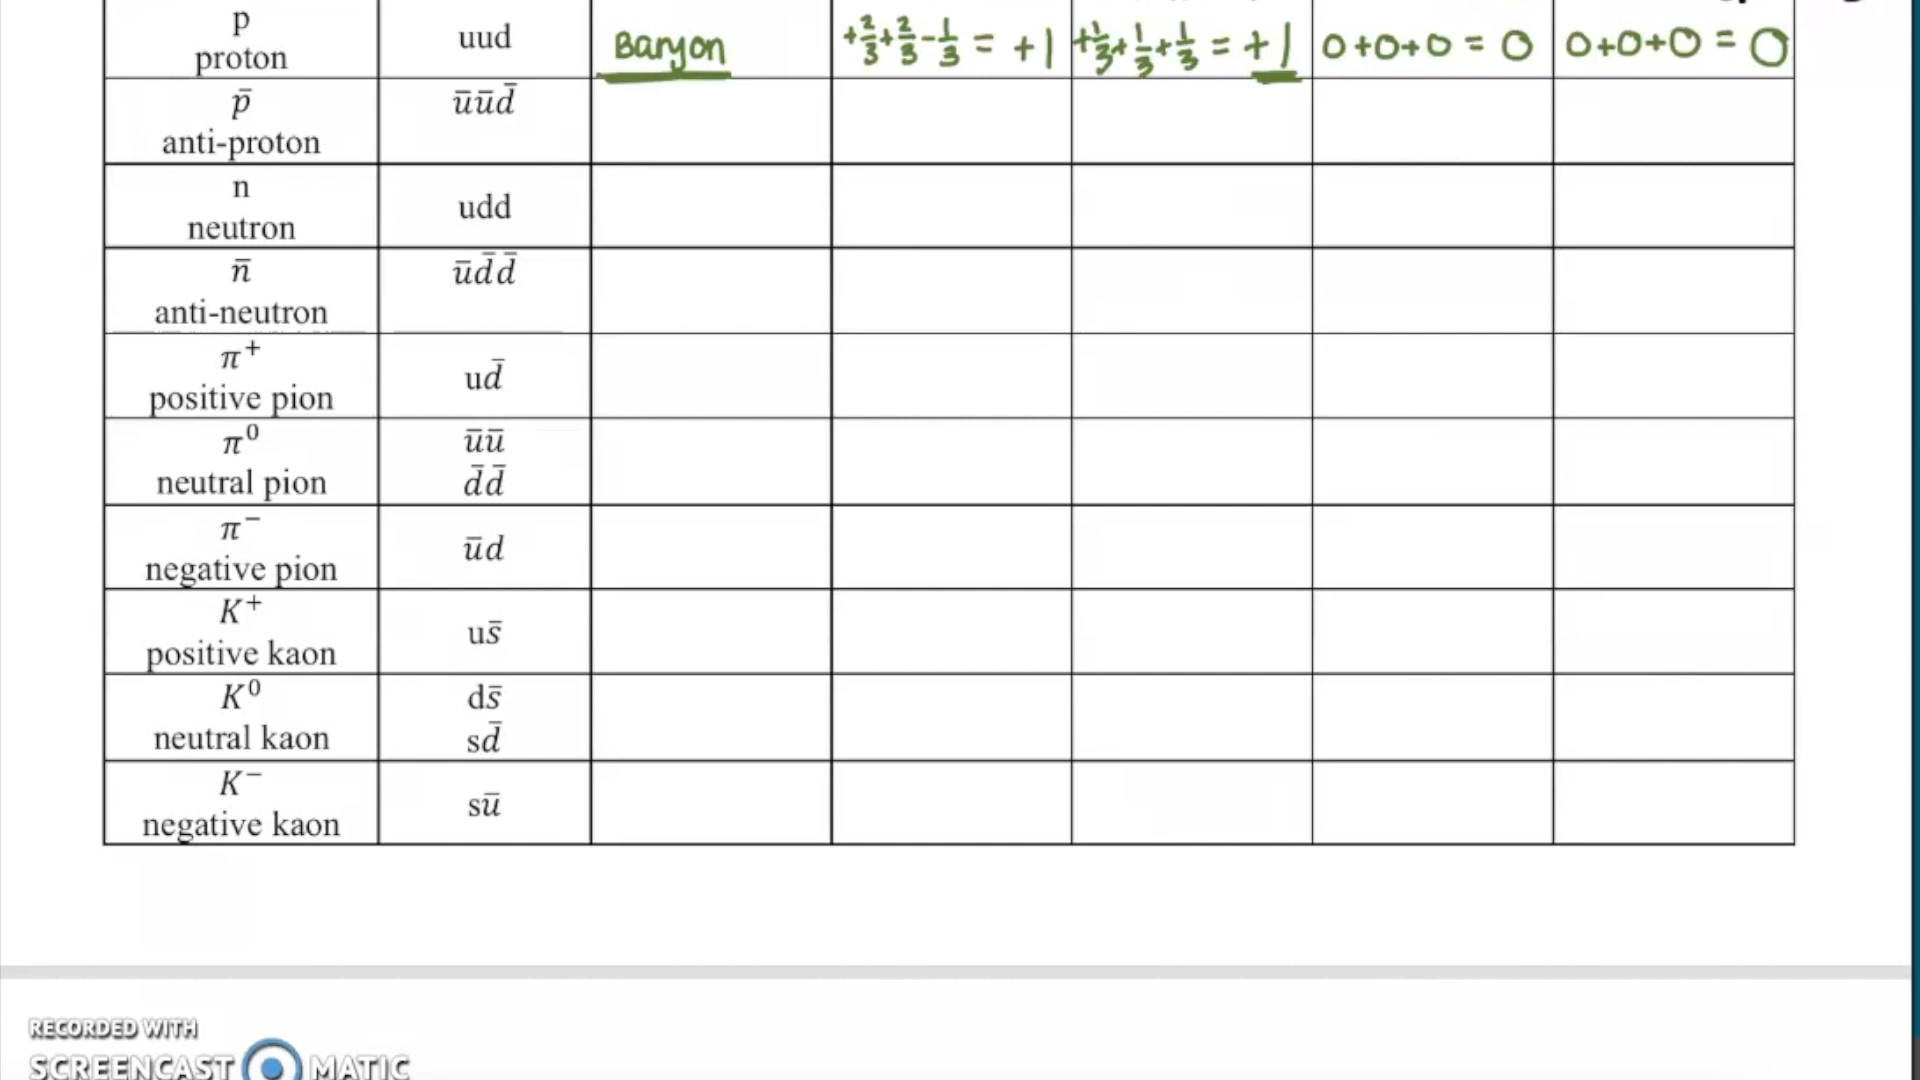 p
proton
uud
Baryon
+2/3+2/3-1/3 = +1
+1/3+1/3+1/3 = +1
0+0+0 = 0
0+0+0 = 0
p̄
anti-proton
ūūd̄
n
neutron
udd
n̄
anti-neutron
ūd̄d̄
π⁺
positive pion
ud̄
π⁰
neutral pion
ūū
d̄d̄
π⁻
negative pion
ūd
K⁺
positive kaon
us̄
K⁰
neutral kaon
ds̄
sd̄
K⁻
negative kaon
sū
RECORDED WITH
SCREENCAST MATIC